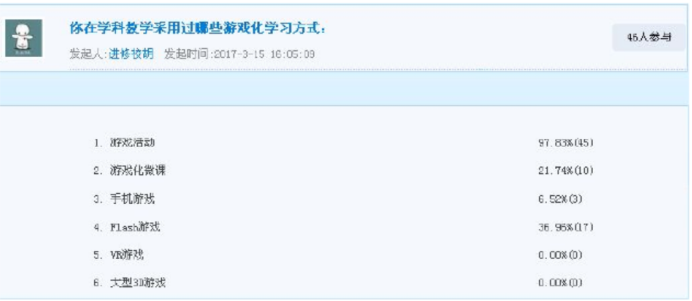 你在学科教学采用过哪些游戏化学习方式：
45人参与
发起人:进修牧胡 发起时间:2017-3-15 16:05:09
1. 游戏活动 97.83%(45)
2. 游戏化微课 21.74%(10)
3. 手机游戏 6.52%(3)
4. Flash游戏 36.96%(17)
5. VR游戏 0.00%(0)
6. 大型3D游戏 0.00%(0)